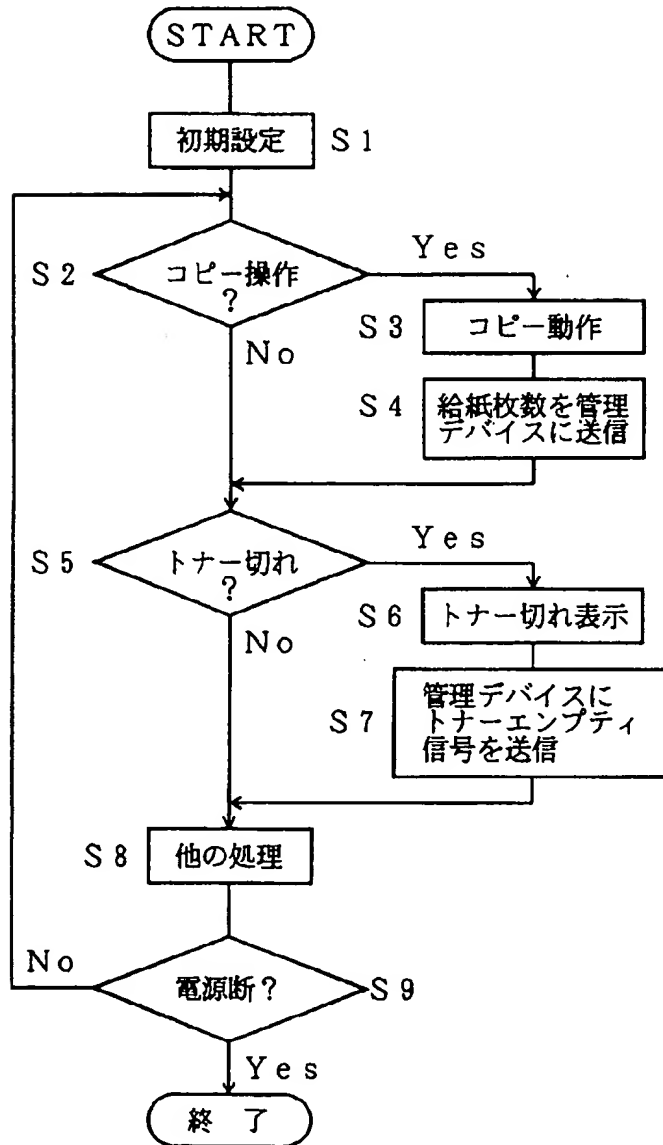 START
初期設定
S1
S2
コピー操作
?
Yes
No
S3
コピー動作
S4
給紙枚数を管理
デバイスに送信
S5
トナー切れ
?
Yes
No
S6
トナー切れ表示
S7
管理デバイスに
トナーエンプティ
信号を送信
S8
他の処理
No
電源断?
S9
Yes
終 了